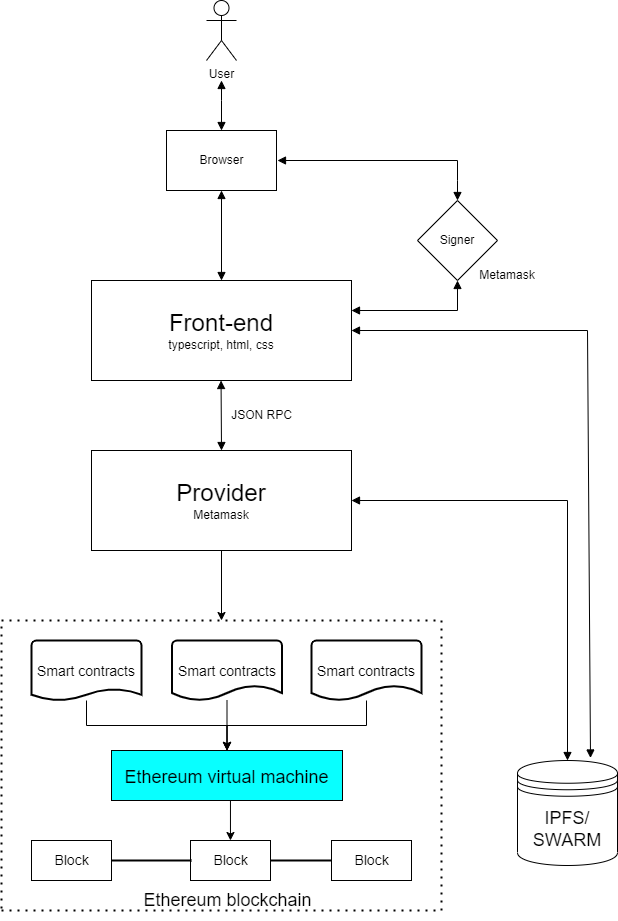 User
Browser
Signer
Metamask
Front-end
typescript, html, css
JSON RPC
Provider
Metamask
Smart contracts
Smart contracts
Smart contracts
Ethereum virtual machine
IPFS/
SWARM
Block
Block
Block
Ethereum blockchain